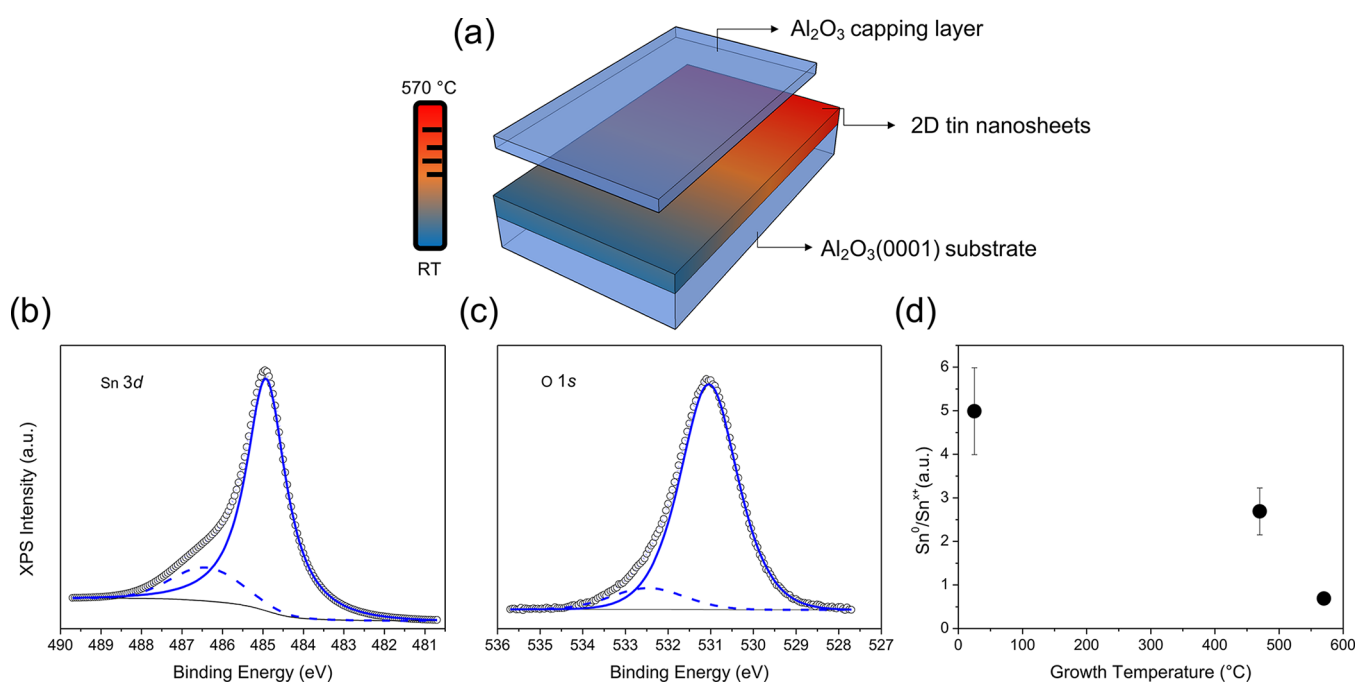 (a)
Al₂O₃ capping layer
570 °C
2D tin nanosheets
Al₂O₃(0001) substrate
RT
(b)
(c)
(d)
Sn 3d
XPS Intensity (a.u.)
490 489 488 487 486 485 484 483 482 481
Binding Energy (eV)
O 1s
536 535 534 533 532 531 530 529 528 527
Binding Energy (eV)
6
5
4
3
2
1
0
Sn⁰/Snˣ⁺(a.u.)
0 100 200 300 400 500 600
Growth Temperature (°C)